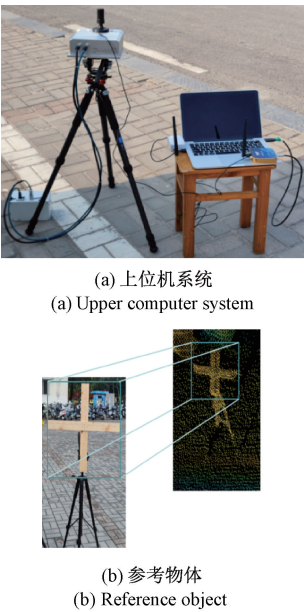 (a) 上位机系统
(a) Upper computer system
(b) 参考物体
(b) Reference object